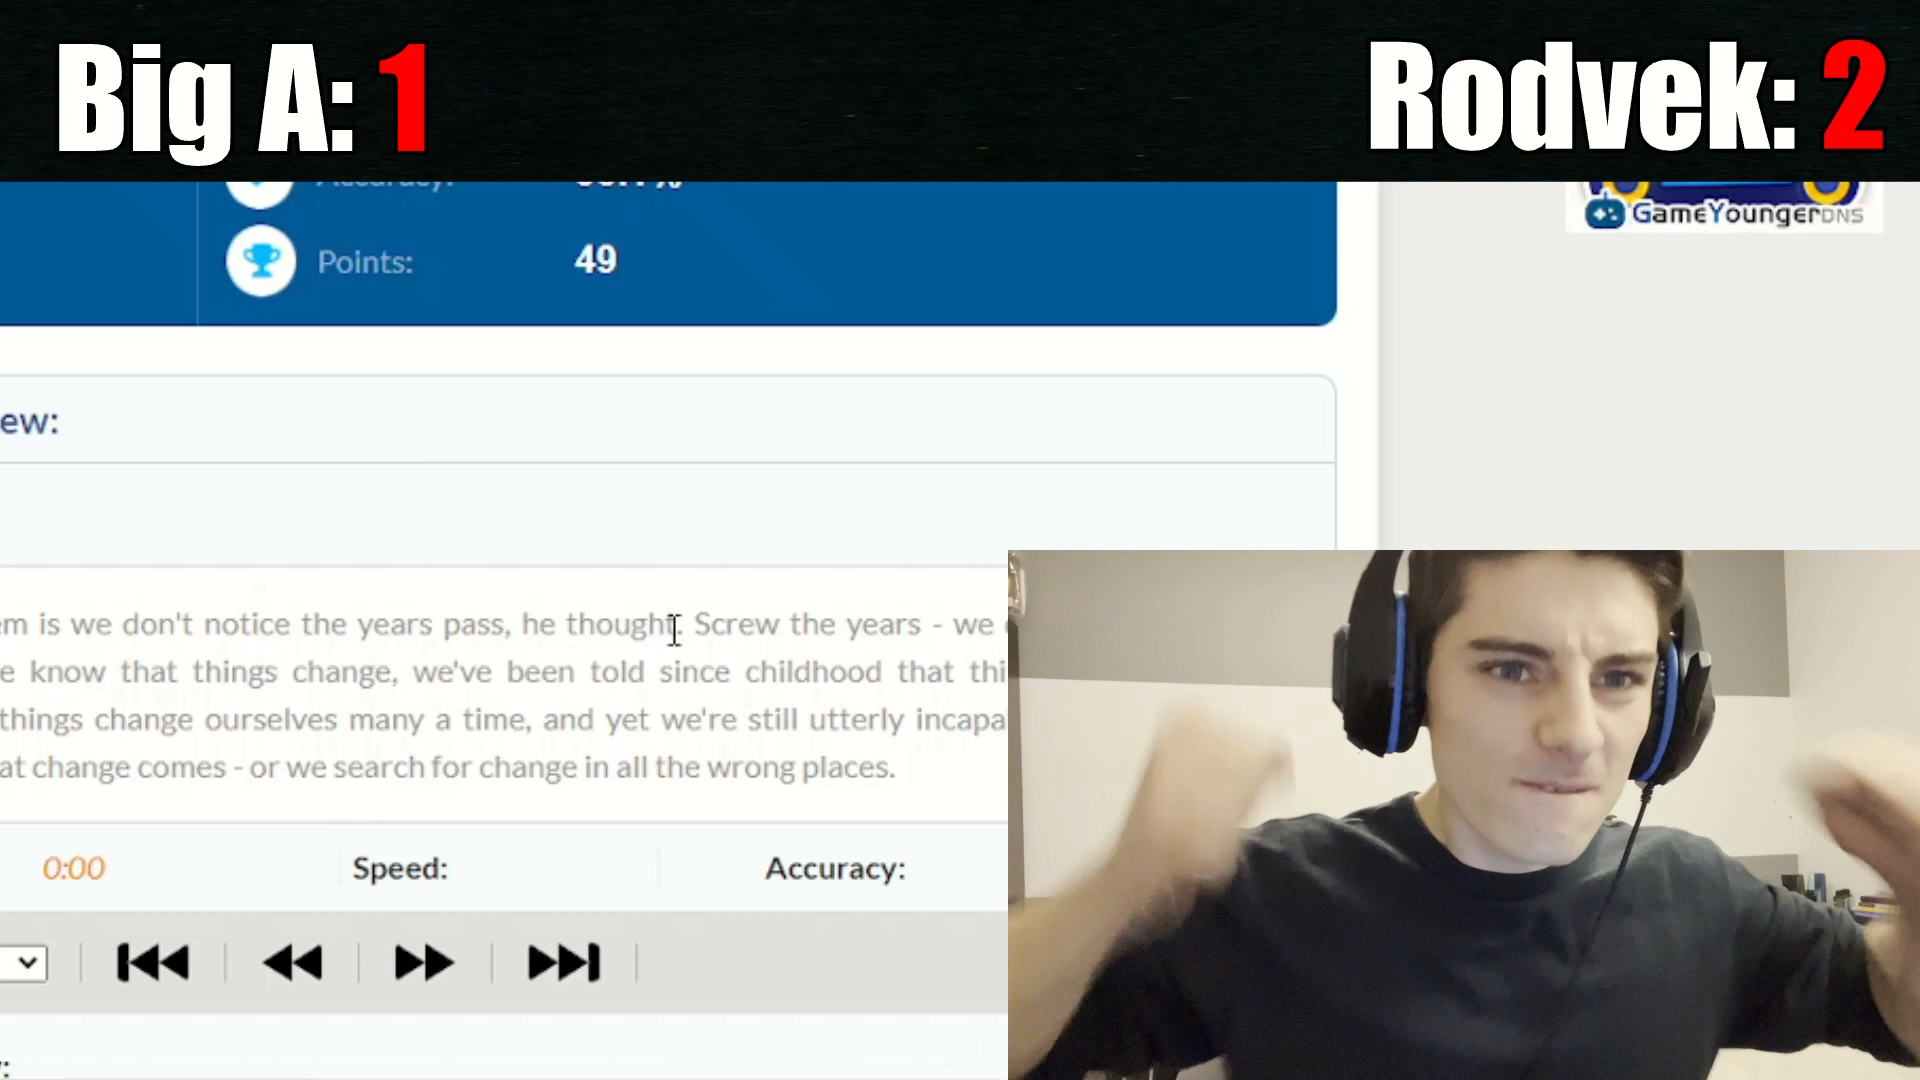 Big A: 1
Rodvek: 2
Accuracy:
GameYoungerDNS
Points: 49
ew:
em is we don't notice the years pass, he thought. Screw the years - we
e know that things change, we've been told since childhood that thi
things change ourselves many a time, and yet we're still utterly incapa
at change comes - or we search for change in all the wrong places.
0:00 Speed: Accuracy: